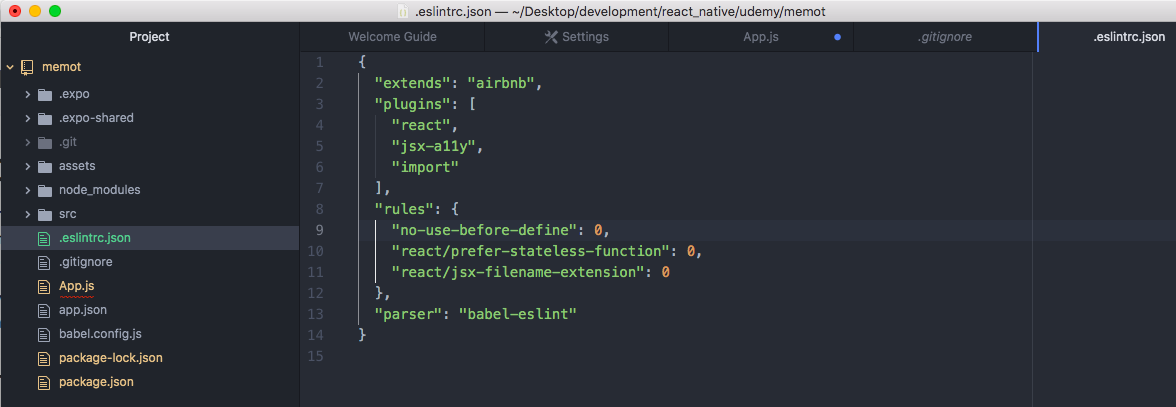 .eslintrc.json — ~/Desktop/development/react_native/udemy/memot
Project
Welcome Guide
Settings
App.js
.gitignore
.eslintrc.json
memot
.expo
.expo-shared
.git
assets
node_modules
src
.eslintrc.json
.gitignore
App.js
app.json
babel.config.js
package-lock.json
package.json
1 {
2 "extends": "airbnb",
3 "plugins": [
4 "react",
5 "jsx-a11y",
6 "import"
7 ],
8 "rules": {
9 "no-use-before-define": 0,
10 "react/prefer-stateless-function": 0,
11 "react/jsx-filename-extension": 0
12 },
13 "parser": "babel-eslint"
14 }
15